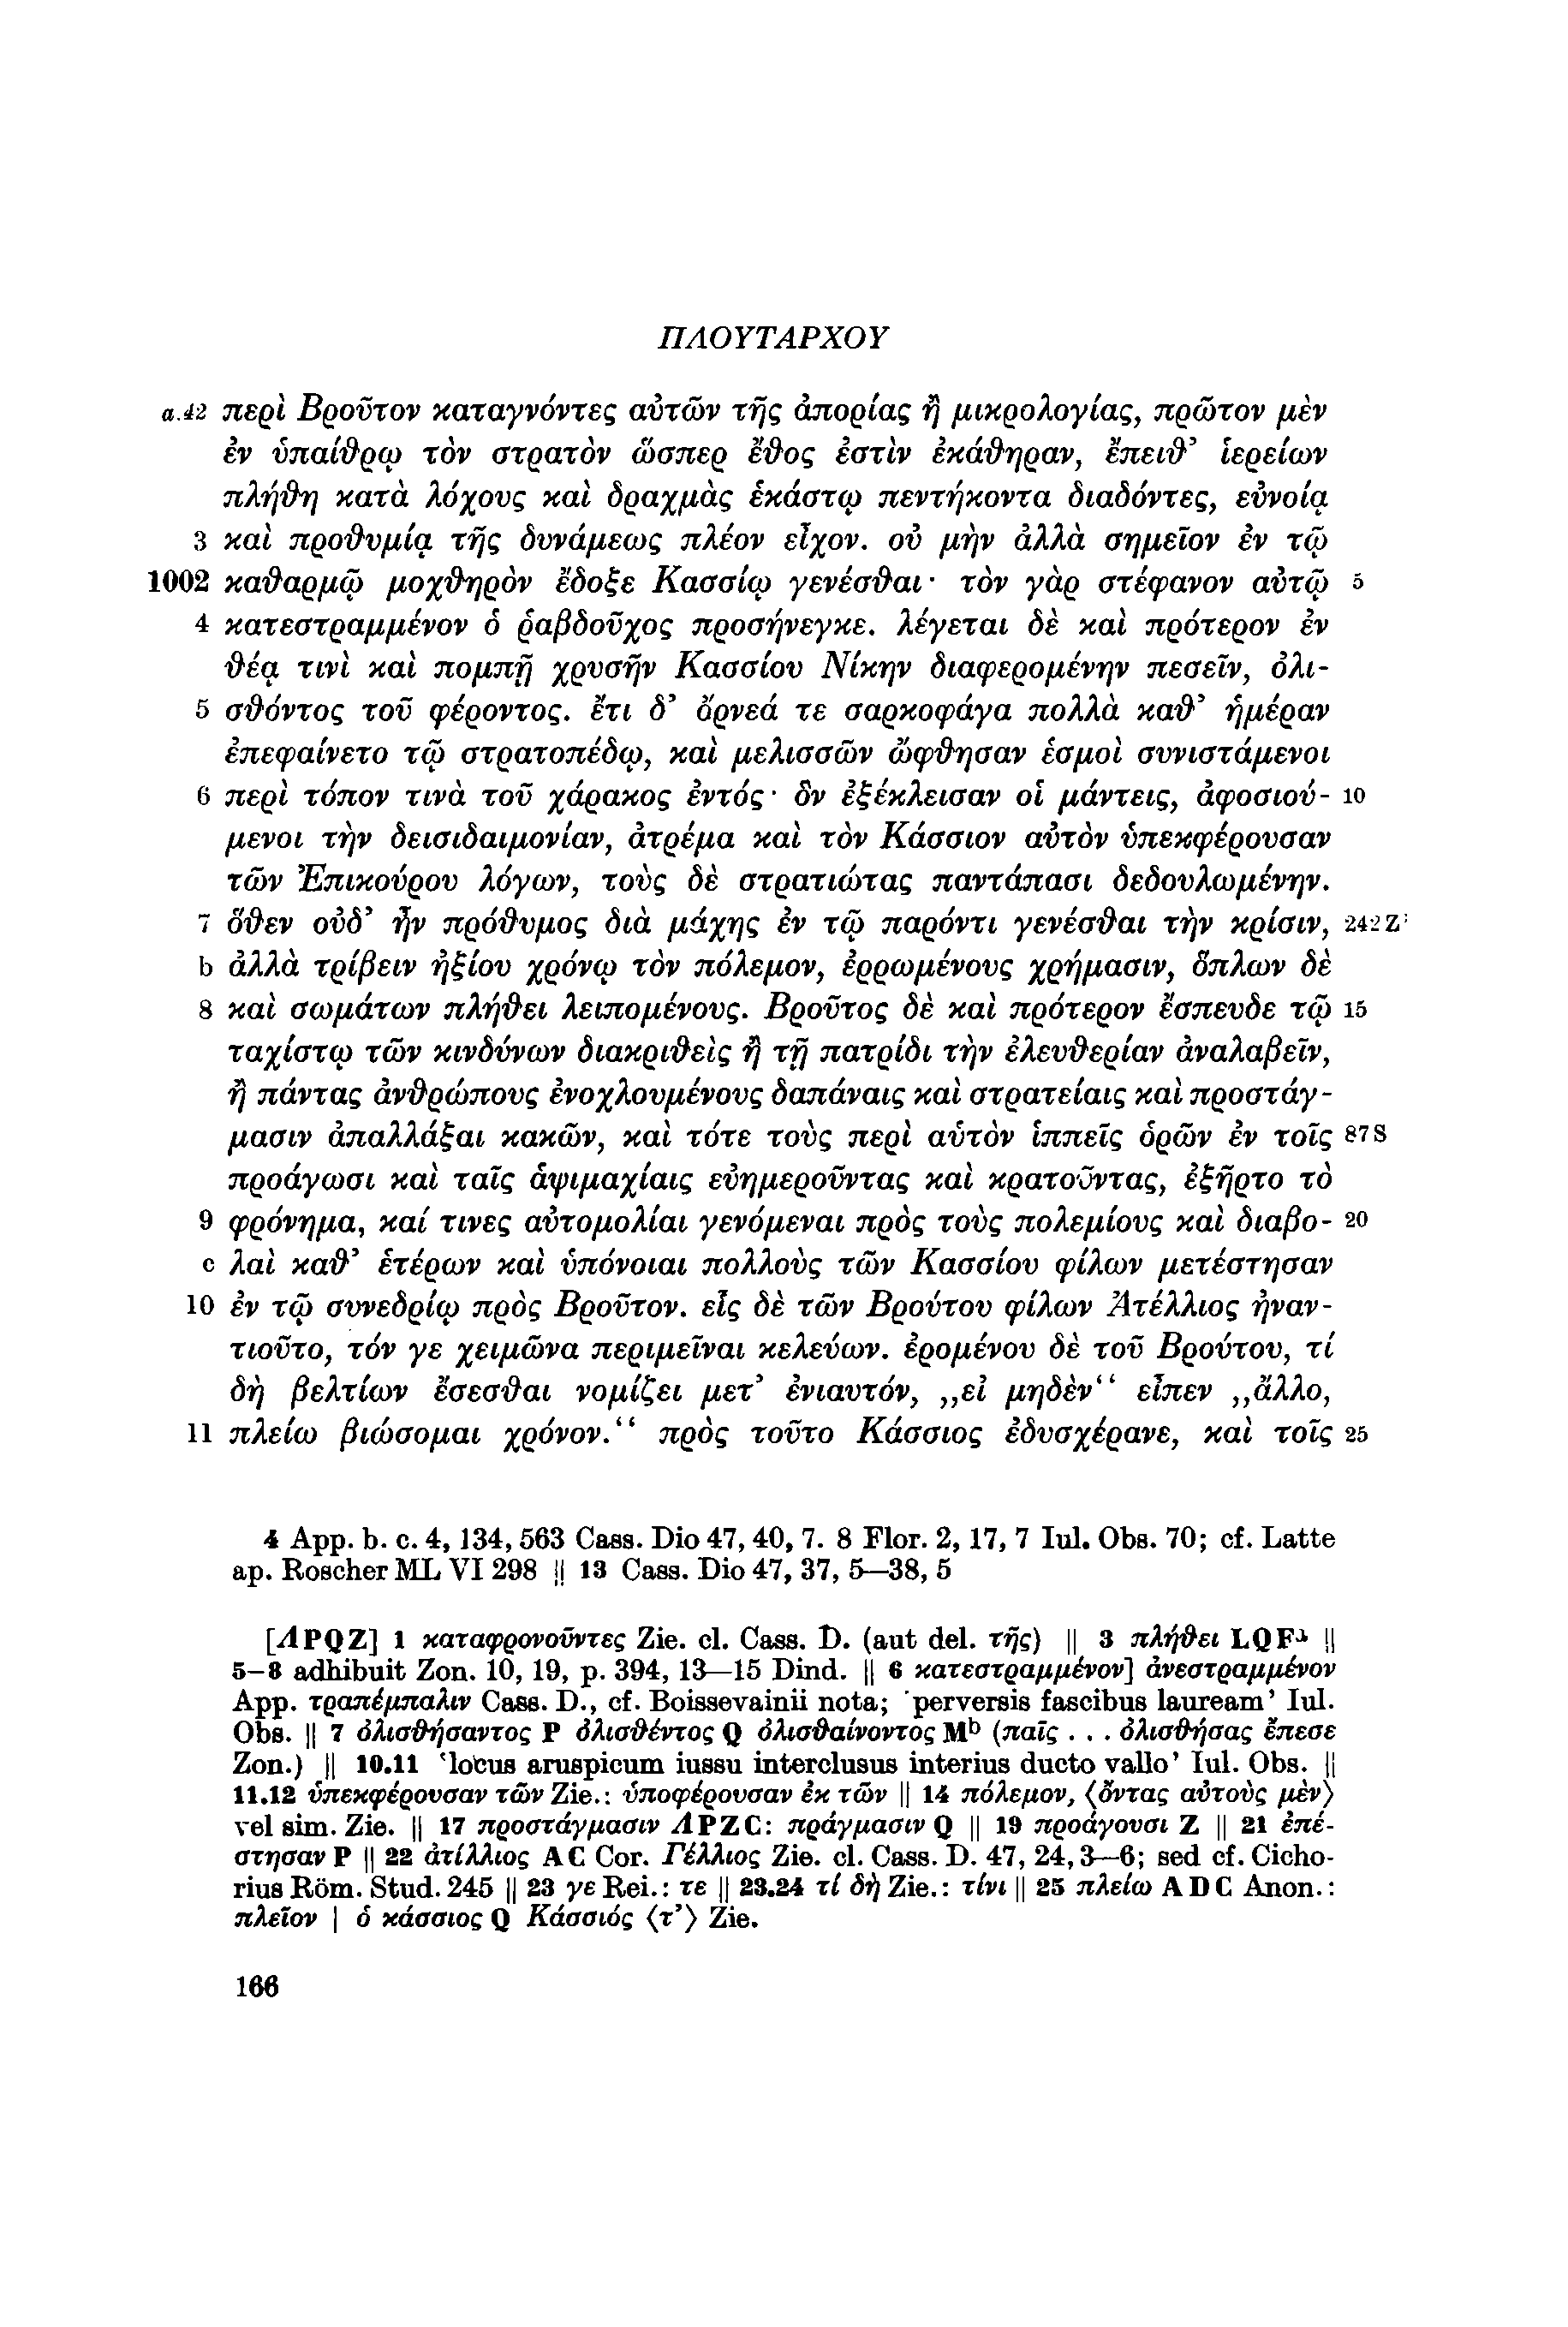 ΠΛΟΥΤΑΡΧΟΥ
a.42 περὶ Βροῦτον καταγνόντες αὐτῶν τῆς ἀπορίας ἢ μικρολογίας, πρῶτον μὲν
ἐν ὑπαίθρῳ τὸν στρατὸν ὥσπερ ἔθος ἐστὶν ἐκάθηραν, ἔπειθ’ ἱερείων
πλήθη κατὰ λόχους καὶ δραχμὰς ἑκάστῳ πεντήκοντα διαδόντες, εὐνοίᾳ
3 καὶ προθυμίᾳ τῆς δυνάμεως πλέον εἶχον. οὐ μὴν ἀλλὰ σημεῖον ἐν τῷ
1002 καθαρμῷ μοχθηρὸν ἔδοξε Κασσίῳ γενέσθαι· τὸν γὰρ στέφανον αὐτῷ 5
4 κατεστραμμένον ὁ ῥαβδοῦχος προσήνεγκε. λέγεται δὲ καὶ πρότερον ἐν
θέᾳ τινὶ καὶ πομπῇ χρυσῆν Κασσίου Νίκην διαφερομένην πεσεῖν, ὀλι-
5 σθόντος τοῦ φέροντος. ἔτι δ’ ὄρνεά τε σαρκοφάγα πολλὰ καθ’ ἡμέραν
ἐπεφαίνετο τῷ στρατοπέδῳ, καὶ μελισσῶν ὤφθησαν ἑσμοὶ συνιστάμενοι
6 περὶ τόπον τινὰ τοῦ χάρακος ἐντός· ὃν ἐξέκλεισαν οἱ μάντεις, ἀφοσιού- 10
μενοι τὴν δεισιδαιμονίαν, ἀτρέμα καὶ τὸν Κάσσιον αὐτὸν ὑπεκφέρουσαν
τῶν Ἐπικούρου λόγων, τοὺς δὲ στρατιώτας παντάπασι δεδουλωμένην.
7 ὅθεν οὐδ’ ἦν πρόθυμος διὰ μάχης ἐν τῷ παρόντι γενέσθαι τὴν κρίσιν, 242 Z
b ἀλλὰ τρίβειν ἠξίου χρόνῳ τὸν πόλεμον, ἐρρωμένους χρήμασιν, ὅπλων δὲ
8 καὶ σωμάτων πλήθει λειπομένους. Βροῦτος δὲ καὶ πρότερον ἔσπευδε τῷ 15
ταχίστῳ τῶν κινδύνων διακριθεὶς ἢ τῇ πατρίδι τὴν ἐλευθερίαν ἀναλαβεῖν,
ἢ πάντας ἀνθρώπους ἐνοχλουμένους δαπάναις καὶ στρατείαις καὶ προστάγ-
μασιν ἀπαλλάξαι κακῶν, καὶ τότε τοὺς περὶ αὑτὸν ἱππεῖς ὁρῶν ἐν τοῖς 87 S
προάγωσι καὶ ταῖς ἁψιμαχίαις εὐημεροῦντας καὶ κρατοῦντας, ἐξῆρτο τὸ
9 φρόνημα, καί τινες αὐτομολίαι γενόμεναι πρὸς τοὺς πολεμίους καὶ διαβο- 20
c λαὶ καθ’ ἑτέρων καὶ ὑπόνοιαι πολλοὺς τῶν Κασσίου φίλων μετέστησαν
10 ἐν τῷ συνεδρίῳ πρὸς Βροῦτον. εἷς δὲ τῶν Βρούτου φίλων Ἀτέλλιος ἠναν-
τιοῦτο, τόν γε χειμῶνα περιμεῖναι κελεύων. ἐρομένου δὲ τοῦ Βρούτου, τί
δὴ βελτίων ἔσεσθαι νομίζει μετ’ ἐνιαυτόν, „εἰ μηδὲν“ εἶπεν „ἄλλο,
11 πλείω βιώσομαι χρόνον.“ πρὸς τοῦτο Κάσσιος ἐδυσχέρανε, καὶ τοῖς 25
4 App. b. c. 4, 134, 563 Cass. Dio 47, 40, 7. 8 Flor. 2, 17, 7 Iul. Obs. 70; cf. Latte
ap. Roscher ML VI 298 || 13 Cass. Dio 47, 37, 5—38, 5
[ΛPQZ] 1 καταφρονοῦντες Zie. cl. Cass. D. (aut del. τῆς) || 3 πλήθει LQF¹ ||
5–8 adhibuit Zon. 10, 19, p. 394, 13—15 Dind. || 6 κατεστραμμένον] ἀνεστραμμένον
App. τραπέμπαλιν Cass. D., cf. Boissevainii nota; ‘perversis fascibus lauream’ Iul.
Obs. || 7 ὀλισθήσαντος P ὀλισθέντος Q ὀλισθαίνοντος Mᵇ (παῖς . . . ὀλισθήσας ἔπεσε
Zon.) || 10.11 ‘locus aruspicum iussu interclusus interius ducto vallo’ Iul. Obs. ||
11.12 ὑπεκφέρουσαν τῶν Zie.: ὑποφέρουσαν ἐκ τῶν || 14 πόλεμον, ⟨ὄντας αὐτοὺς μὲν⟩
vel sim. Zie. || 17 προστάγμασιν ΛPZC: πράγμασιν Q || 19 προάγουσι Z || 21 ἐπέ-
στησαν P || 22 ἀτίλλιος AC Cor. Γέλλιος Zie. cl. Cass. D. 47, 24, 3—6; sed cf. Cicho-
rius Röm. Stud. 245 || 23 γε Rei.: τε || 23.24 τί δὴ Zie.: τίνι || 25 πλείω ADC Anon.:
πλεῖον | ὁ κάσσιος Q Κάσσιός ⟨τ’⟩ Zie.
166